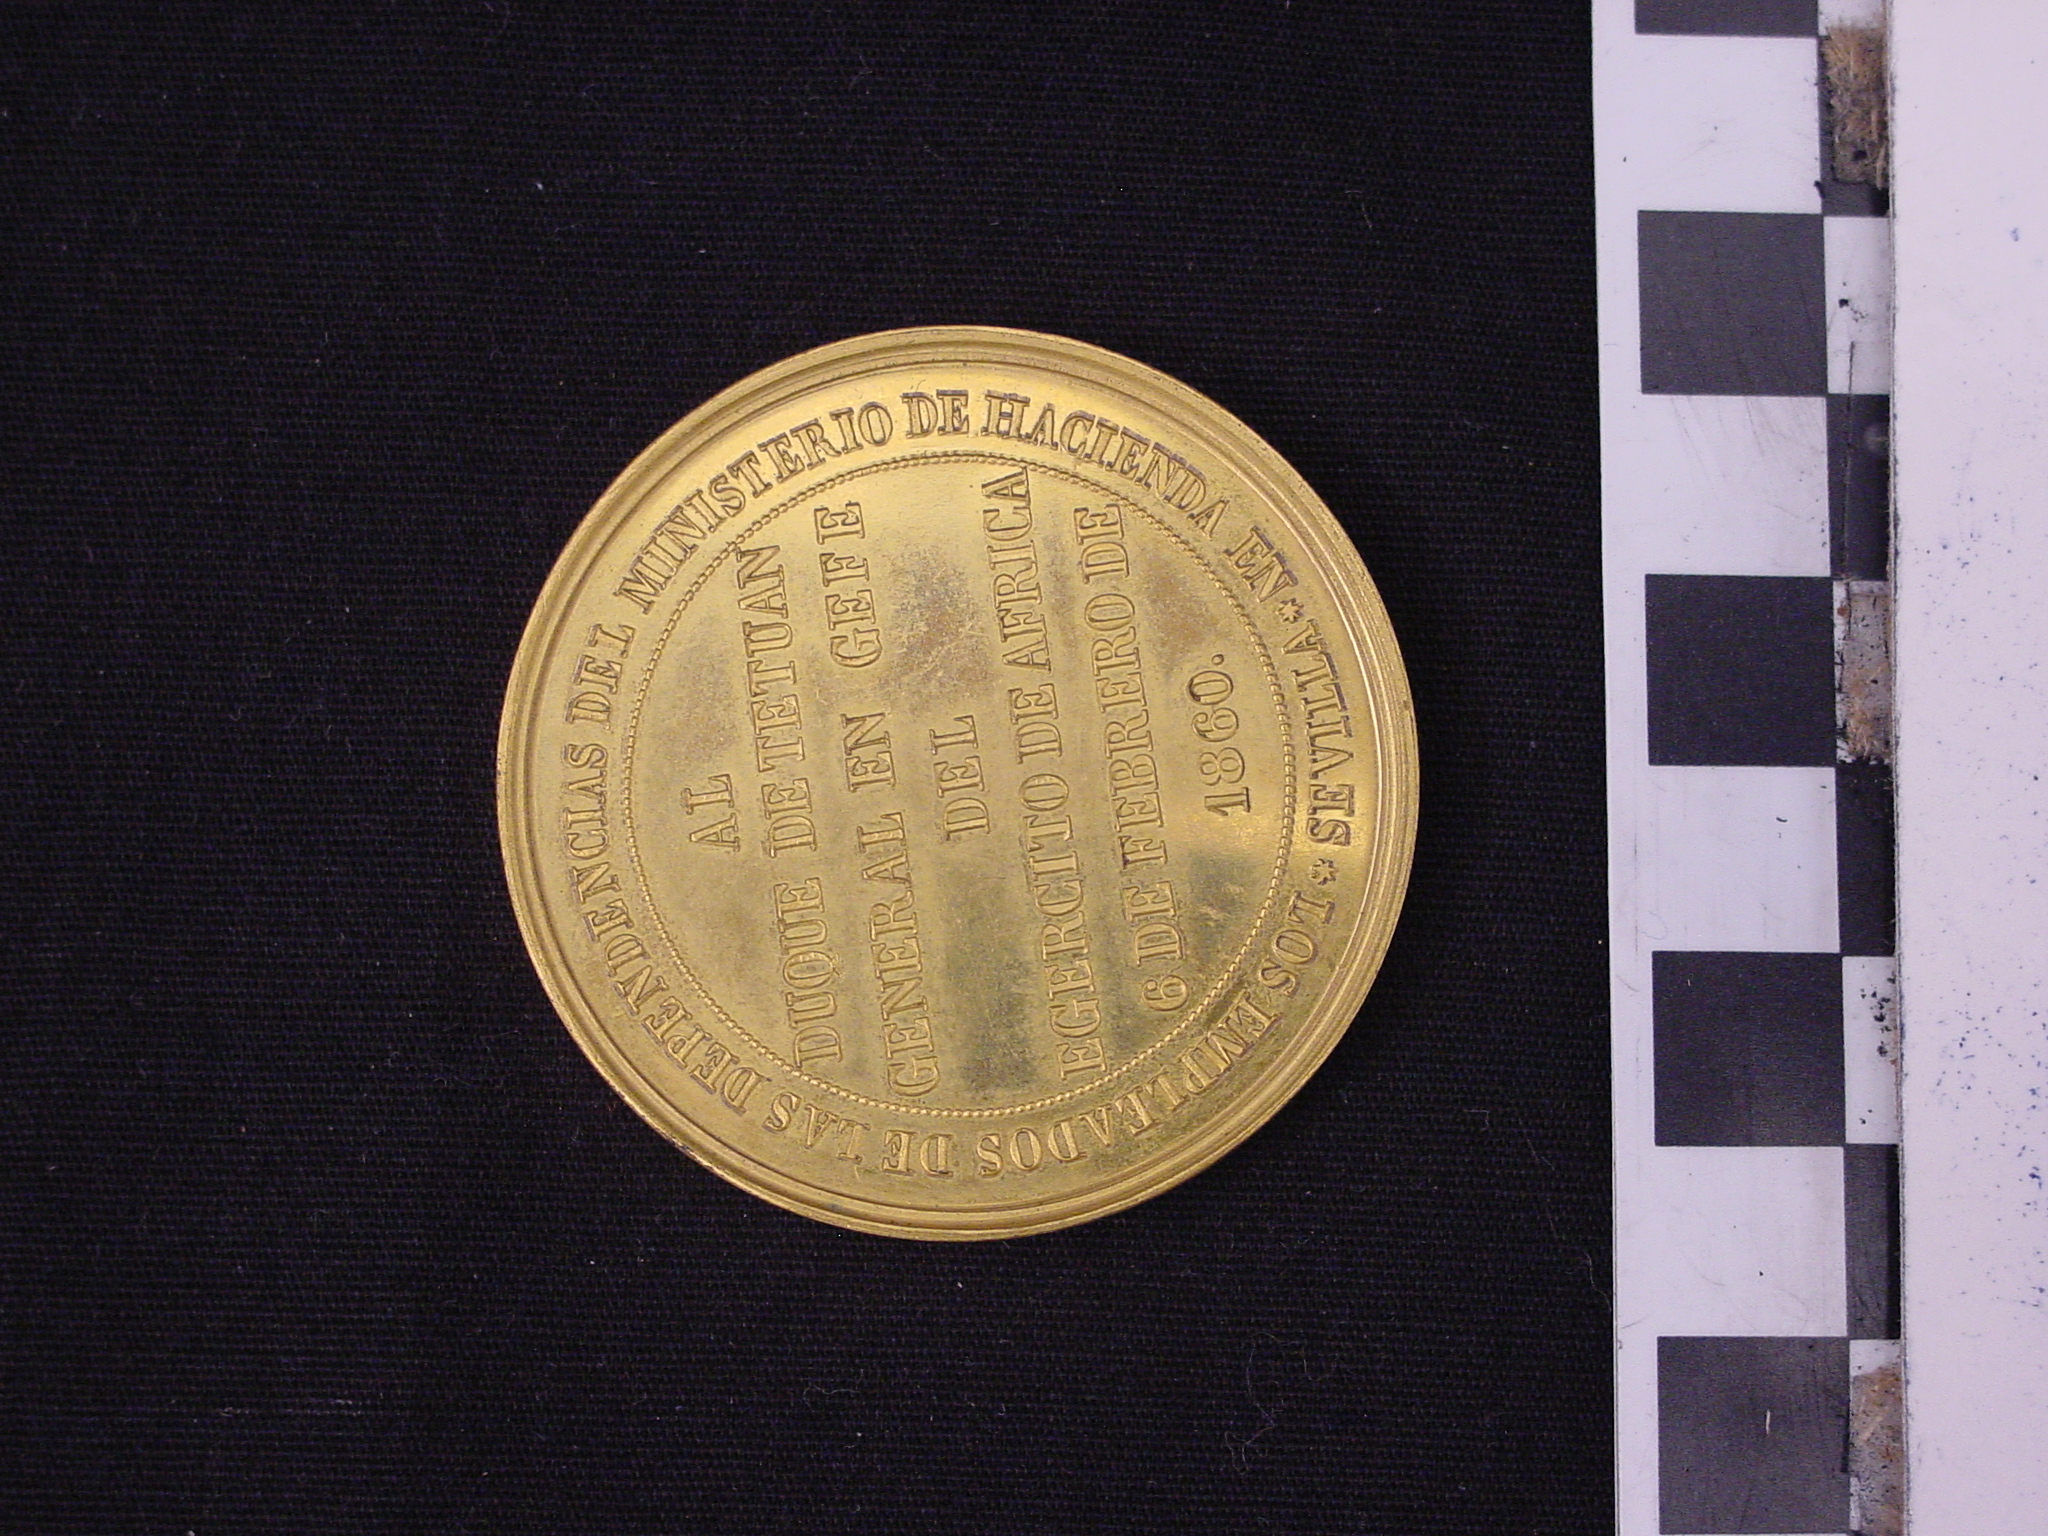 LOS EMPLEADOS DE LAS DEPENDENCIAS DEL MINISTERIO DE HACIENDA EN * SEVILLA *
AL
DUQUE DE TETUAN
GENERAL EN GEFE
DEL
EGERCITO DE AFRICA
6 DE FEBRERO DE
1860.